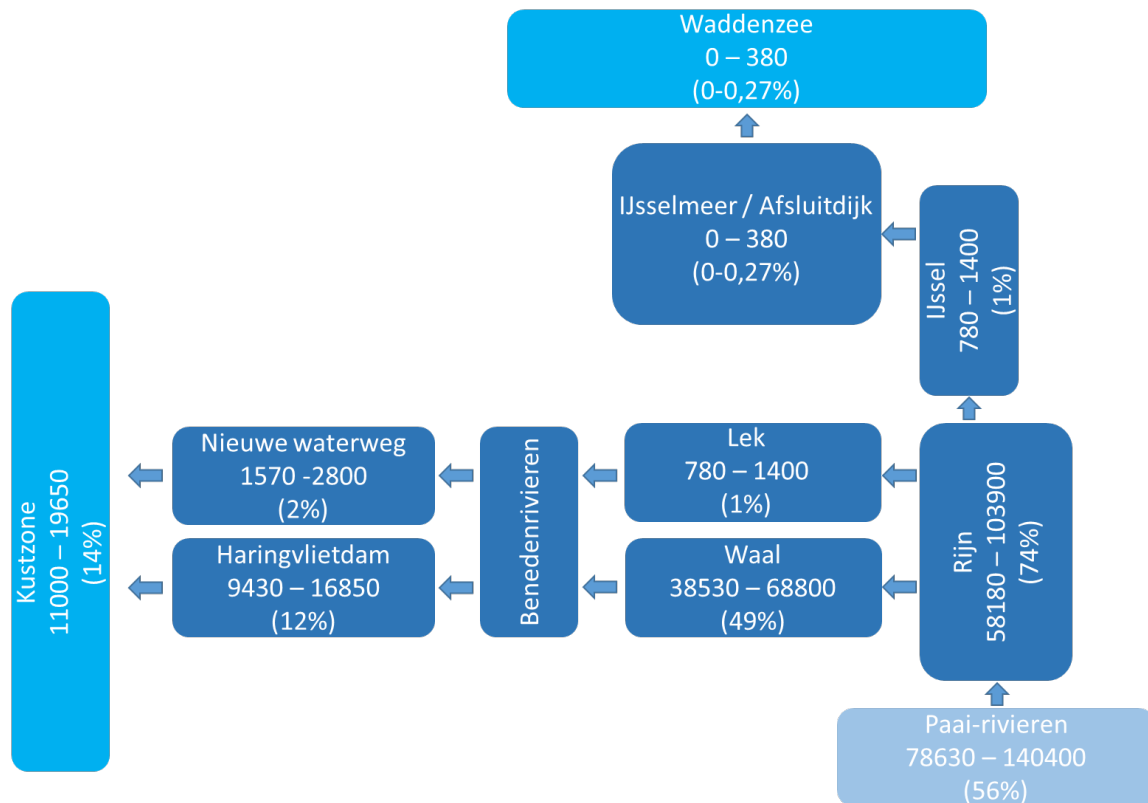 Waddenzee
0 – 380
(0-0,27%)
IJsselmeer / Afsluitdijk
0 – 380
(0-0,27%)
IJssel
780 – 1400
(1%)
Kustzone
11000 – 19650
(14%)
Nieuwe waterweg
1570 -2800
(2%)
Haringvlietdam
9430 – 16850
(12%)
Benedenrivieren
Lek
780 – 1400
(1%)
Waal
38530 – 68800
(49%)
Rijn
58180 – 103900
(74%)
Paai-rivieren
78630 – 140400
(56%)